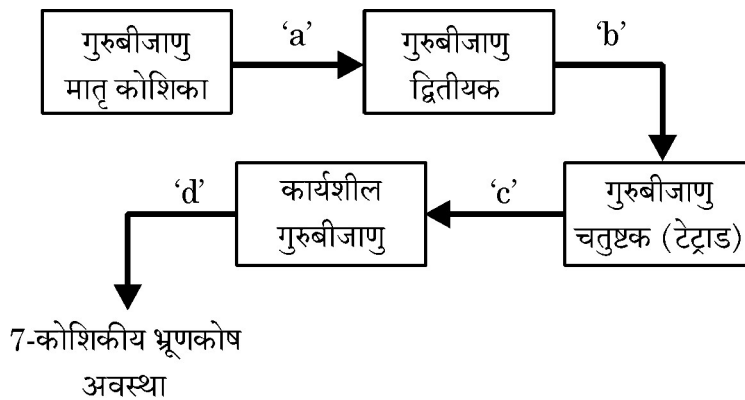 गुरुबीजाणु
मातृ कोशिका
‘a’
गुरुबीजाणु
द्वितीयक
‘b’
गुरुबीजाणु
चतुष्टक (टेट्राड)
‘c’
कार्यशील
गुरुबीजाणु
‘d’
7-कोशिकीय भ्रूणकोष
अवस्था